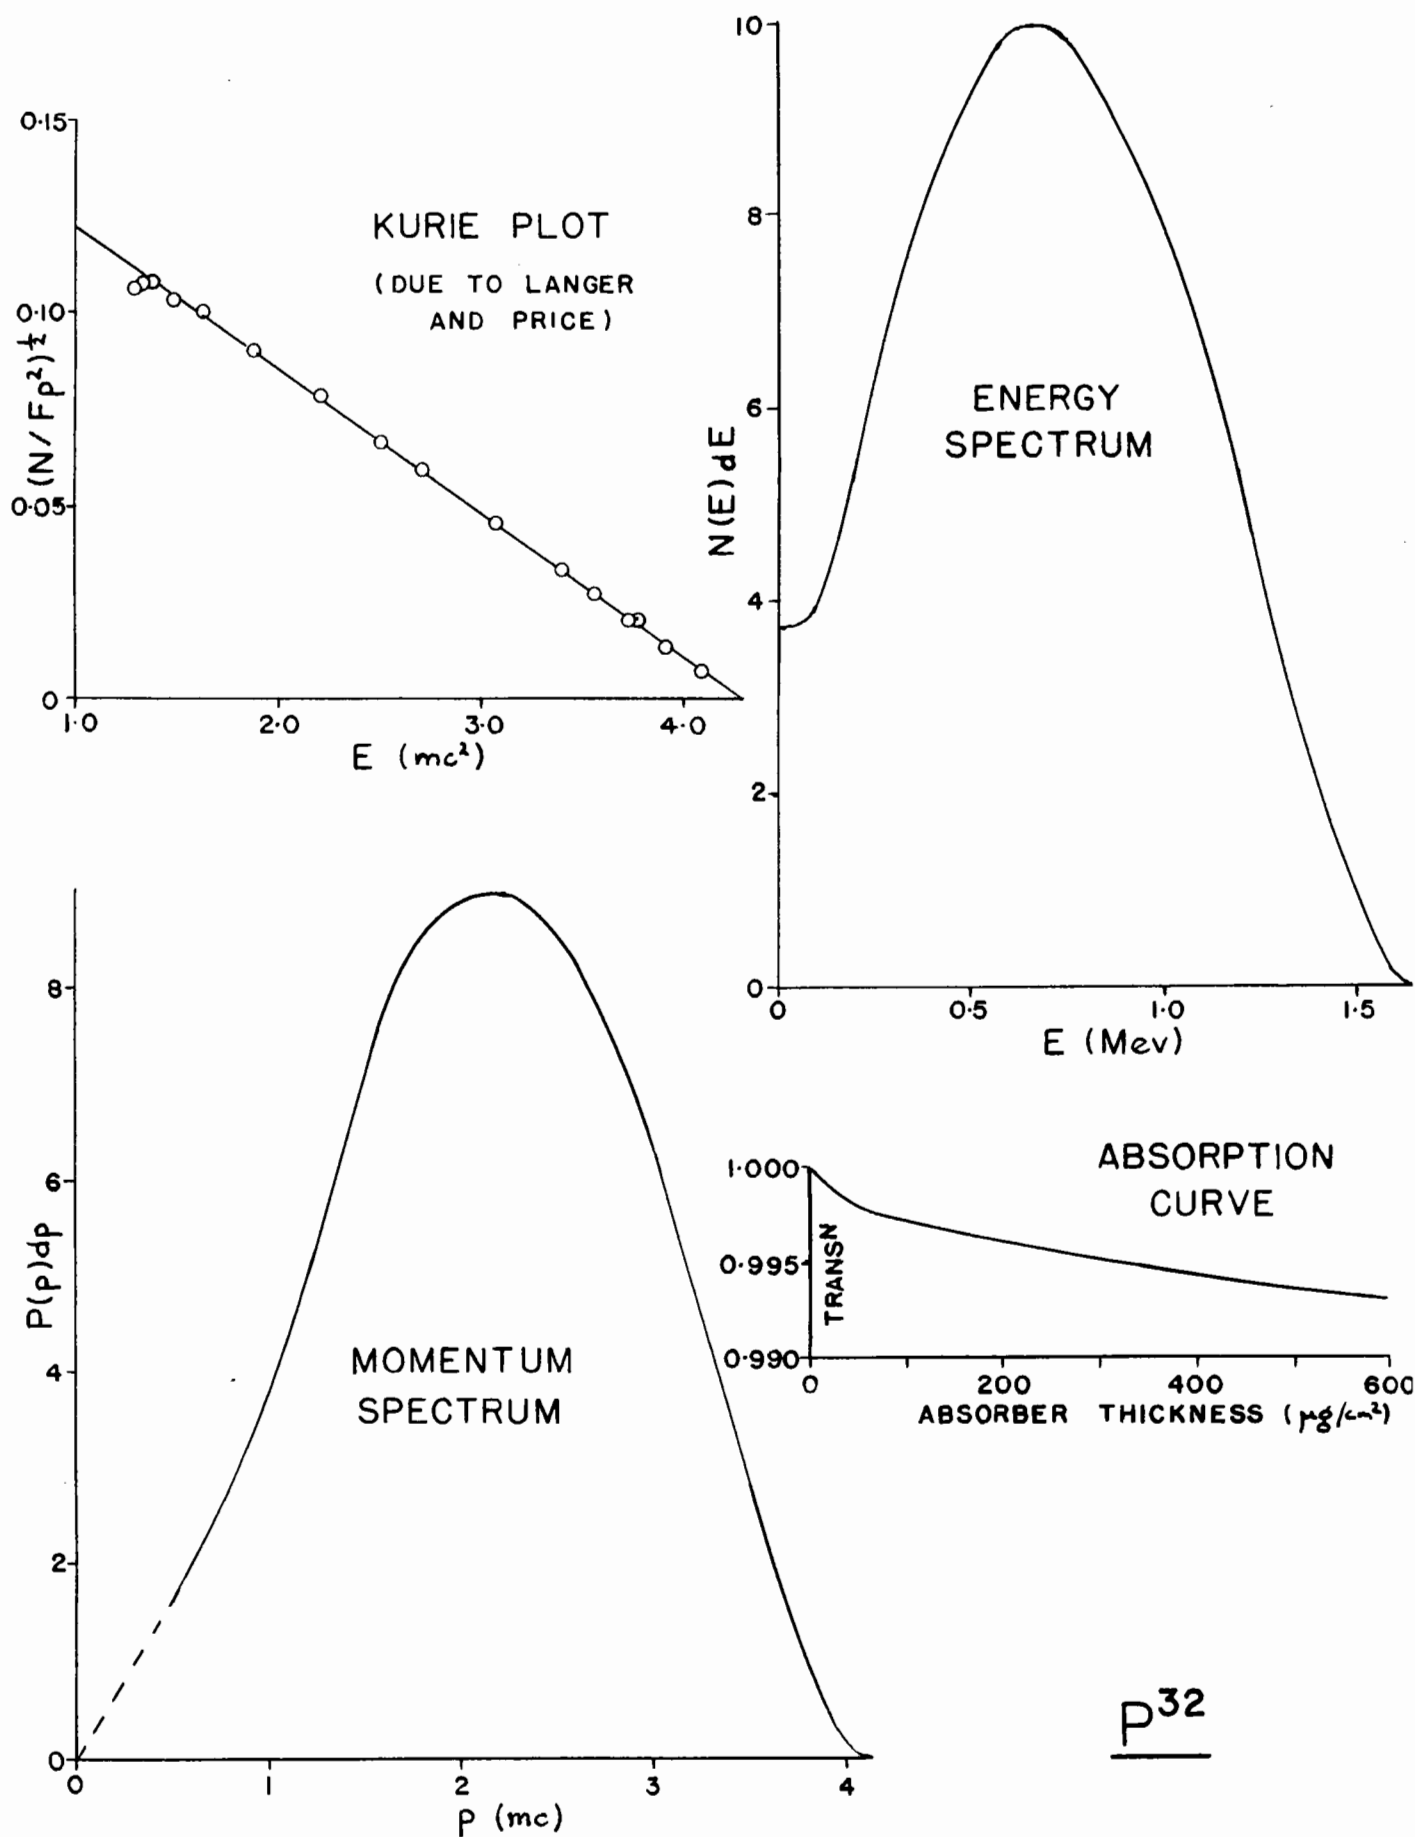 0·15
0·10
0·05
0
(N/Fp²)^½
KURIE PLOT
(DUE TO LANGER
AND PRICE)
1·0 2·0 3·0 4·0
E (mc²)
10
8
6
4
2
0
N(E)dE
ENERGY
SPECTRUM
0 0·5 1·0 1·5
E (Mev)
8
6
4
2
0
P(p)dp
MOMENTUM
SPECTRUM
0 1 2 3 4
P (mc)
1·000
0·995
0·990
TRANSᴺ
ABSORPTION
CURVE
0 200 400 600
ABSORBER THICKNESS (μg/cm²)
P³²